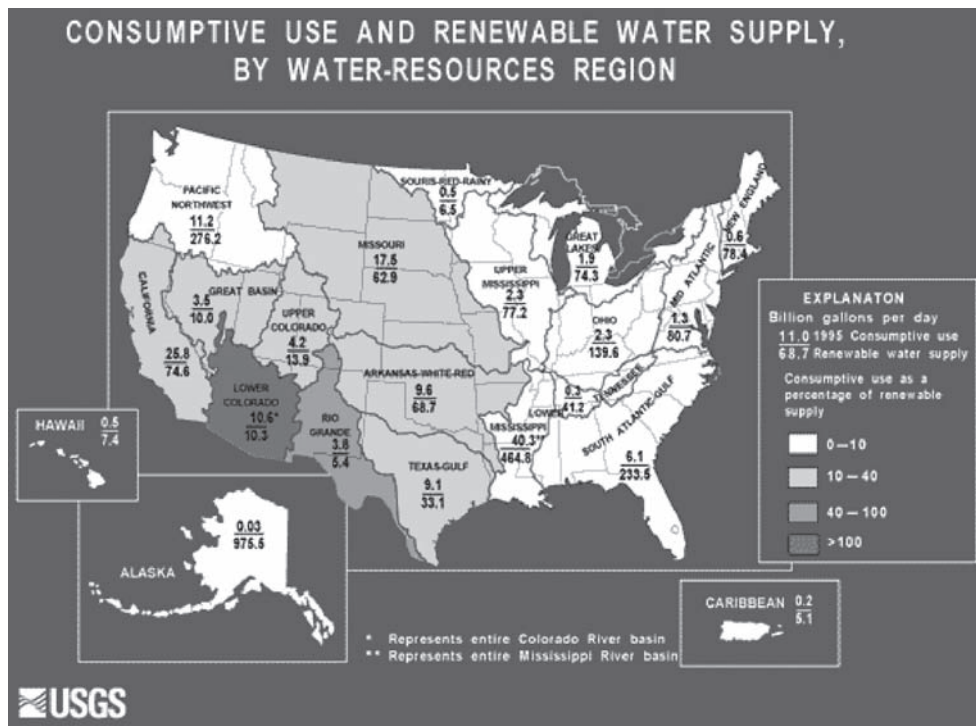 CONSUMPTIVE USE AND RENEWABLE WATER SUPPLY,
BY WATER-RESOURCES REGION
PACIFIC
NORTHWEST
11.2
276.2
SOURIS-RED-RAINY
0.5
6.5
MISSOURI
17.5
62.9
GREAT
LAKES
1.9
74.3
NEW ENGLAND
0.6
78.4
UPPER
MISSISSIPPI
2.3
77.2
MID ATLANTIC
1.3
80.7
CALIFORNIA
25.8
74.6
GREAT BASIN
3.5
10.0
UPPER
COLORADO
4.2
13.9
OHIO
2.3
139.6
ARKANSAS-WHITE-RED
9.6
68.7
TENNESSEE
0.3
41.2
LOWER
COLORADO
10.6*
10.3
RIO
GRANDE
3.8
5.4
LOWER
MISSISSIPPI
40.3**
464.8
SOUTH ATLANTIC-GULF
6.1
233.5
TEXAS-GULF
9.1
33.1
EXPLANATON
Billion gallons per day
11.0 1995 Consumptive use
68.7 Renewable water supply
Consumptive use as a
percentage of renewable
supply
0—10
10—40
40—100
>100
HAWAII
0.5
7.4
ALASKA
0.03
975.5
CARIBBEAN
0.2
5.1
* Represents entire Colorado River basin
** Represents entire Mississippi River basin
USGS